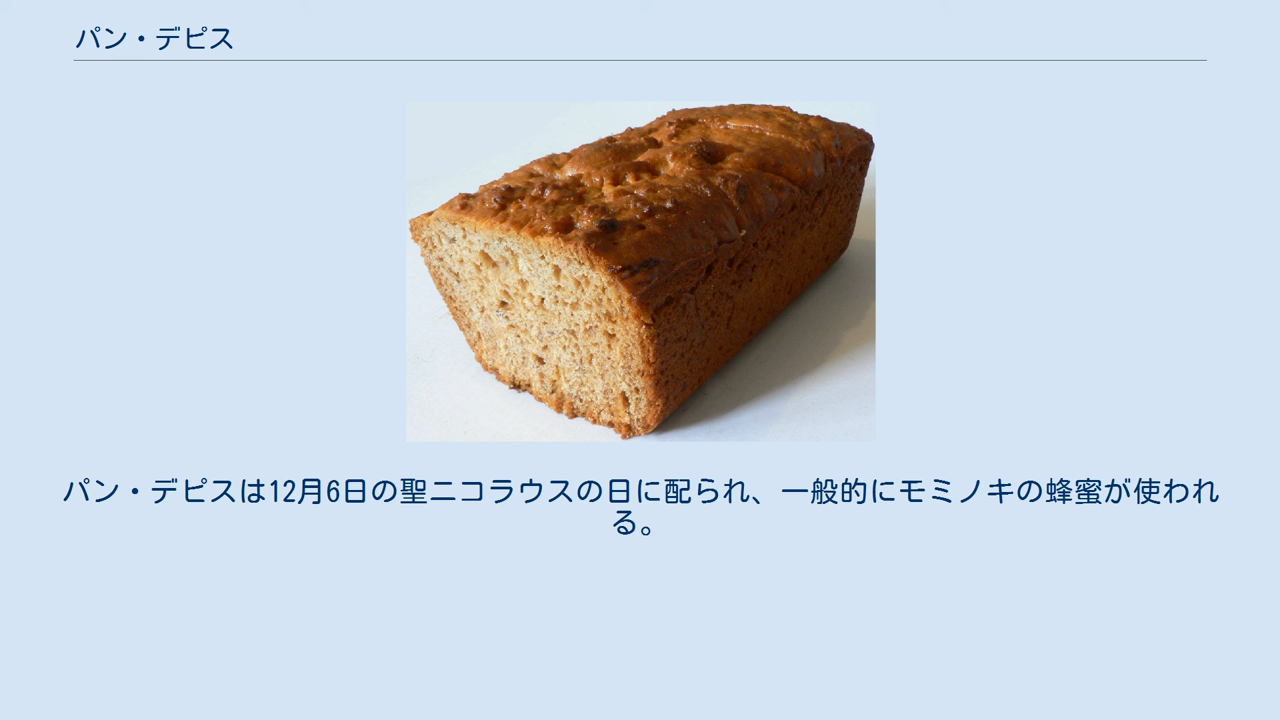 パン・デピス
パン・デピスは12月6日の聖ニコラウスの日に配られ、一般的にモミノキの蜂蜜が使われ
る。